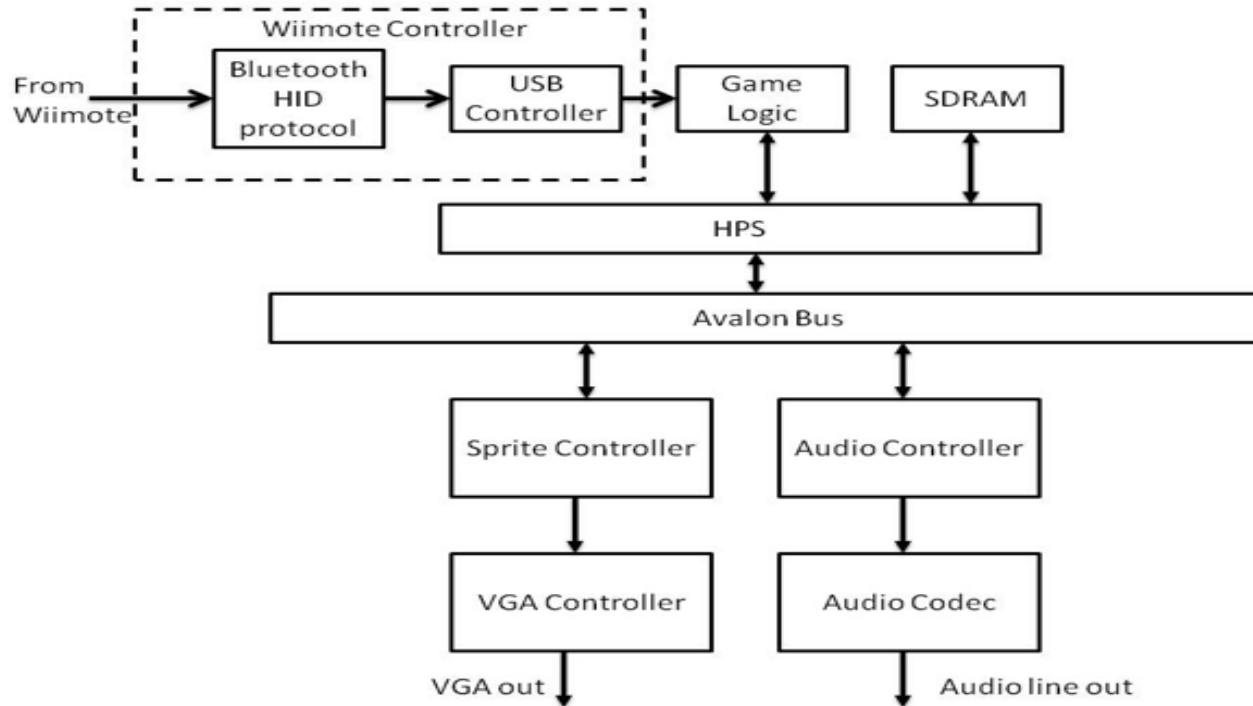 Wiimote Controller
From
Wiimote
Bluetooth
HID
protocol
USB
Controller
Game
Logic
SDRAM
HPS
Avalon Bus
Sprite Controller
Audio Controller
VGA Controller
Audio Codec
VGA out
Audio line out